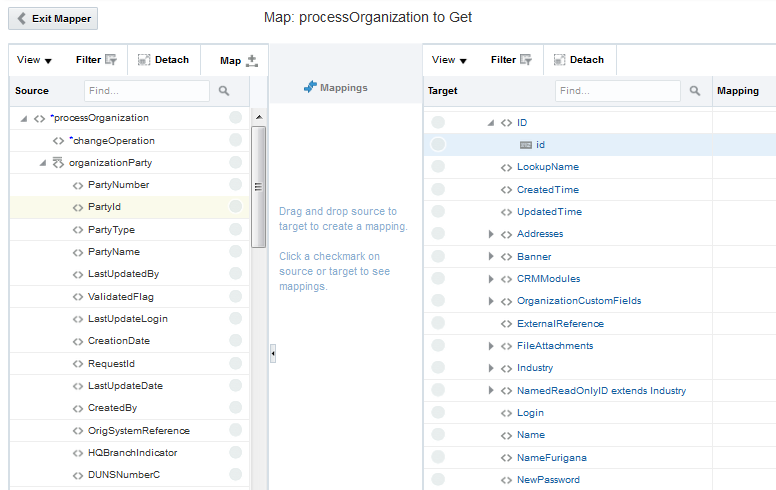 Exit Mapper
Map: processOrganization to Get
View Filter Detach Map
Source Find...
*processOrganization
*changeOperation
organizationParty
PartyNumber
PartyId
PartyType
PartyName
LastUpdatedBy
ValidatedFlag
LastUpdateLogin
CreationDate
RequestId
LastUpdateDate
CreatedBy
OrigSystemReference
HQBranchIndicator
DUNSNumberC
Mappings
Drag and drop source to
target to create a mapping.
Click a checkmark on
source or target to see
mappings.
View Filter Detach
Target Find... Mapping
ID
id
LookupName
CreatedTime
UpdatedTime
Addresses
Banner
CRMModules
OrganizationCustomFields
ExternalReference
FileAttachments
Industry
NamedReadOnlyID extends Industry
Login
Name
NameFurigana
NewPassword